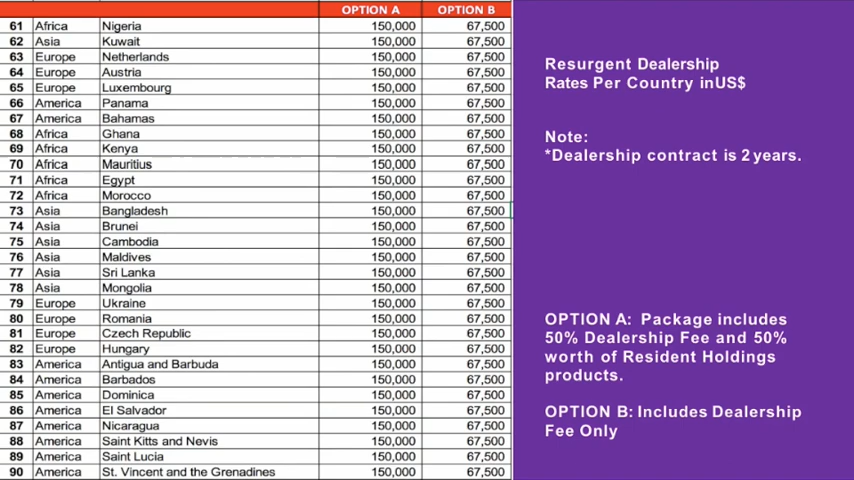 OPTION A OPTION B
61 Africa Nigeria 150,000 67,500
62 Asia Kuwait 150,000 67,500
63 Europe Netherlands 150,000 67,500
64 Europe Austria 150,000 67,500
65 Europe Luxembourg 150,000 67,500
66 America Panama 150,000 67,500
67 America Bahamas 150,000 67,500
68 Africa Ghana 150,000 67,500
69 Africa Kenya 150,000 67,500
70 Africa Mauritius 150,000 67,500
71 Africa Egypt 150,000 67,500
72 Africa Morocco 150,000 67,500
73 Asia Bangladesh 150,000 67,500
74 Asia Brunei 150,000 67,500
75 Asia Cambodia 150,000 67,500
76 Asia Maldives 150,000 67,500
77 Asia Sri Lanka 150,000 67,500
78 Asia Mongolia 150,000 67,500
79 Europe Ukraine 150,000 67,500
80 Europe Romania 150,000 67,500
81 Europe Czech Republic 150,000 67,500
82 Europe Hungary 150,000 67,500
83 America Antigua and Barbuda 150,000 67,500
84 America Barbados 150,000 67,500
85 America Dominica 150,000 67,500
86 America El Salvador 150,000 67,500
87 America Nicaragua 150,000 67,500
88 America Saint Kitts and Nevis 150,000 67,500
89 America Saint Lucia 150,000 67,500
90 America St. Vincent and the Grenadines 150,000 67,500
Resurgent Dealership
Rates Per Country inUS$
Note:
*Dealership contract is 2 years.
OPTION A: Package includes
50% Dealership Fee and 50%
worth of Resident Holdings
products.
OPTION B: Includes Dealership
Fee Only